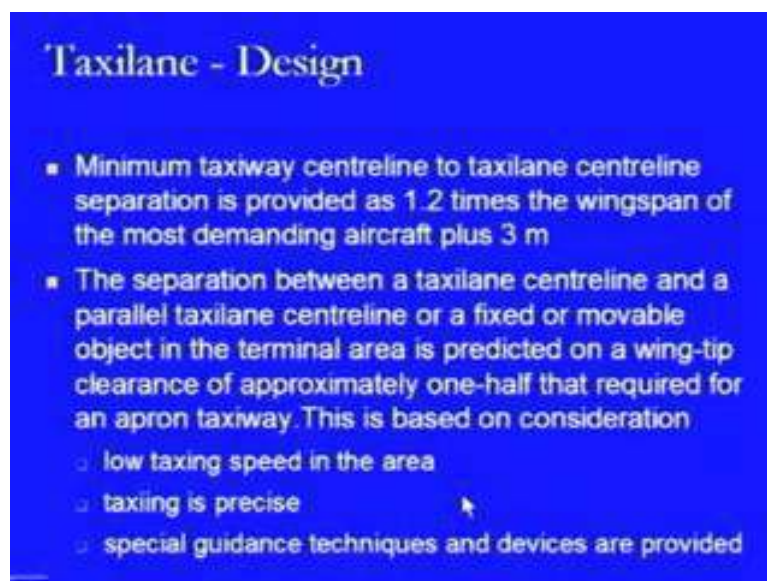 Taxilane - Design
Minimum taxiway centreline to taxilane centreline
separation is provided as 1.2 times the wingspan of
the most demanding aircraft plus 3 m
The separation between a taxilane centreline and a
parallel taxilane centreline or a fixed or movable
object in the terminal area is predicted on a wing-tip
clearance of approximately one-half that required for
an apron taxiway.This is based on consideration
low taxing speed in the area
taxiing is precise
special guidance techniques and devices are provided